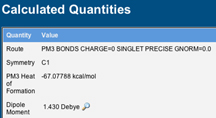 Calculated Quantities
Quantity Value
Route PM3 BONDS CHARGE=0 SINGLET PRECISE GNORM=0.0
Symmetry C1
PM3 Heat -67.07788 kcal/mol
of
Formation
Dipole 1.430 Debye
Moment